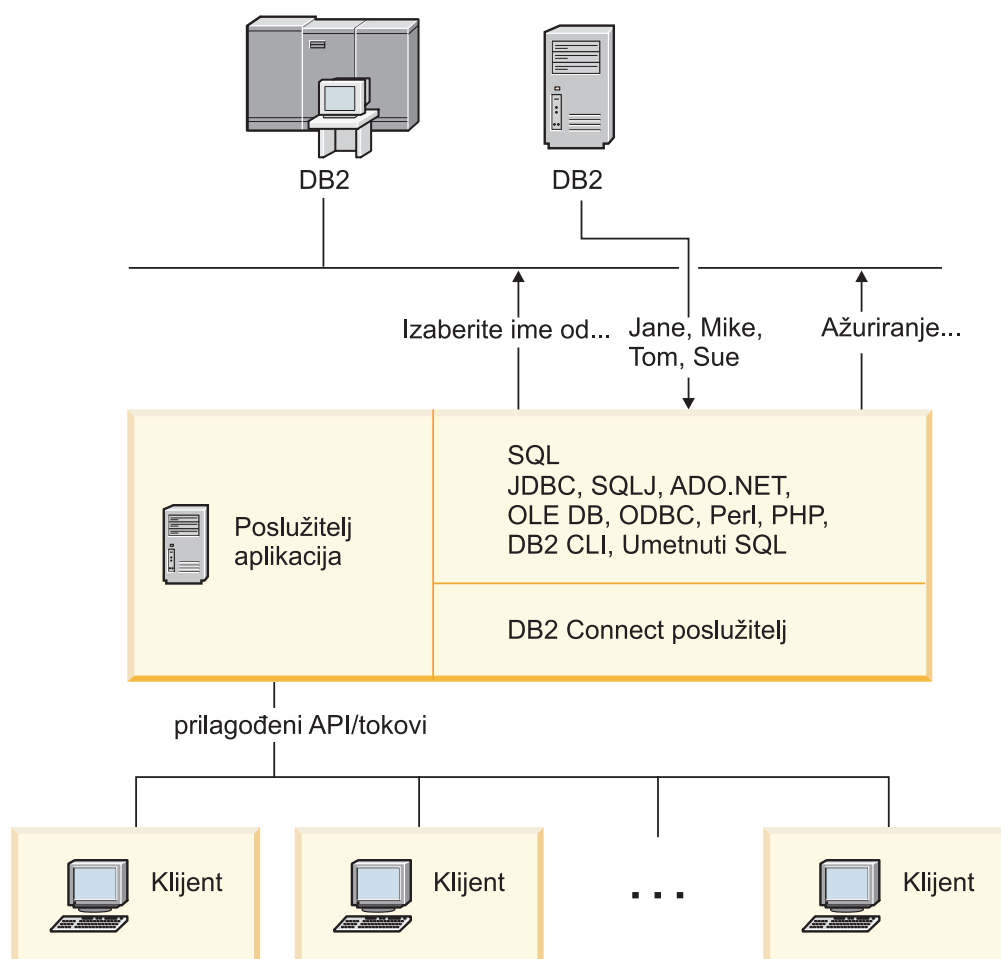 DB2
DB2
Izaberite ime od...
Jane, Mike,
Tom, Sue
Ažuriranje...
Poslužitelj
aplikacija
SQL
JDBC, SQLJ, ADO.NET,
OLE DB, ODBC, Perl, PHP,
DB2 CLI, Umetnuti SQL
DB2 Connect poslužitelj
prilagođeni API/tokovi
Klijent
Klijent
...
Klijent